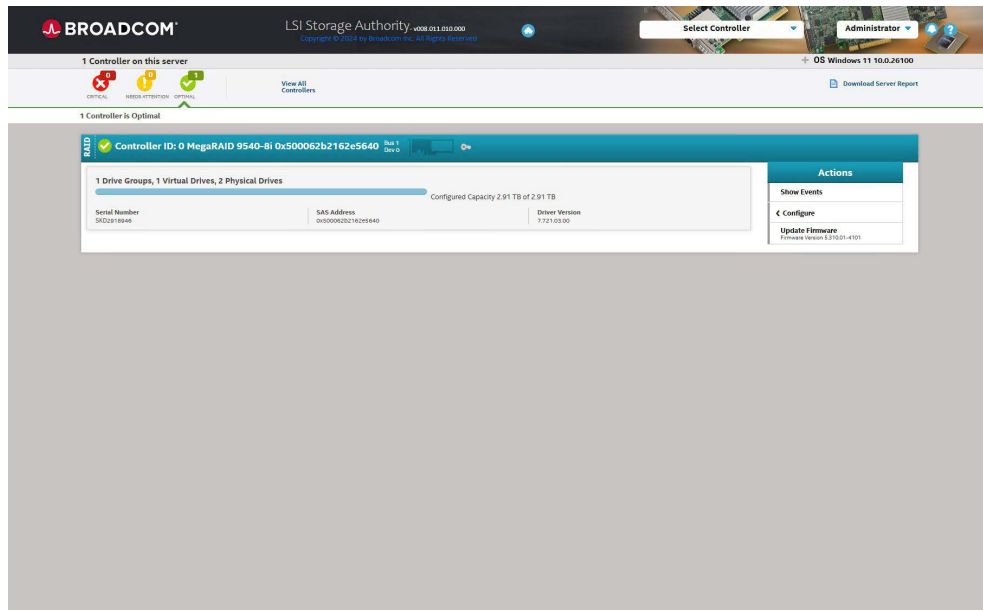 BROADCOM
LSI Storage Authority v008.011.010.000
Copyright © 2024 by Broadcom Inc. All Rights Reserved
Select Controller
Administrator
?
1 Controller on this server
OS Windows 11 10.0.26100
0
0
1
CRITICAL
NEEDS ATTENTION
OPTIMAL
View All
Controllers
Download Server Report
1 Controller is Optimal
RAID
Controller ID: 0 MegaRAID 9540-8i 0x500062b2162e5640
Bus 1
Dev 0
1 Drive Groups, 1 Virtual Drives, 2 Physical Drives
Configured Capacity 2.91 TB of 2.91 TB
Serial Number
SKD2916946
SAS Address
0x500062b2162e5640
Driver Version
7.721.03.00
Actions
Show Events
Configure
Update Firmware
Firmware Version 5.310.01-4101